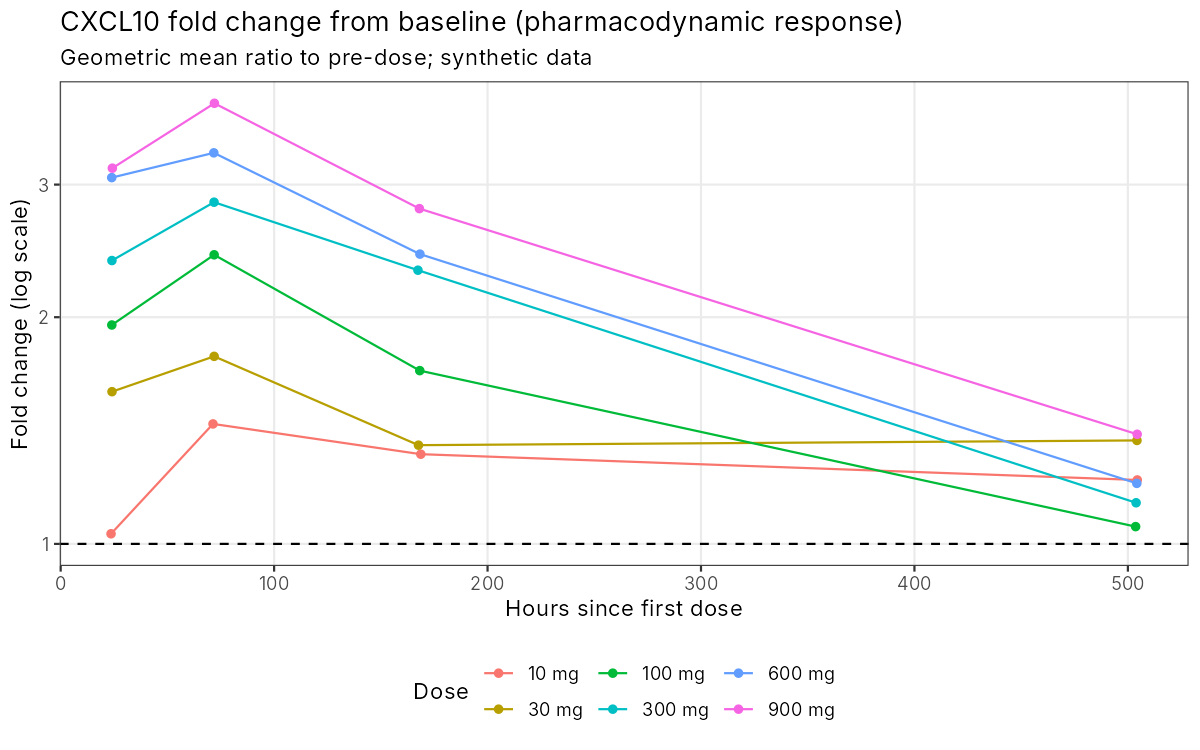 CXCL10 fold change from baseline (pharmacodynamic response)
Geometric mean ratio to pre-dose; synthetic data
Fold change (log scale)
3
2
1
0 100 200 300 400 500
Hours since first dose
Dose
10 mg 100 mg 600 mg
30 mg 300 mg 900 mg